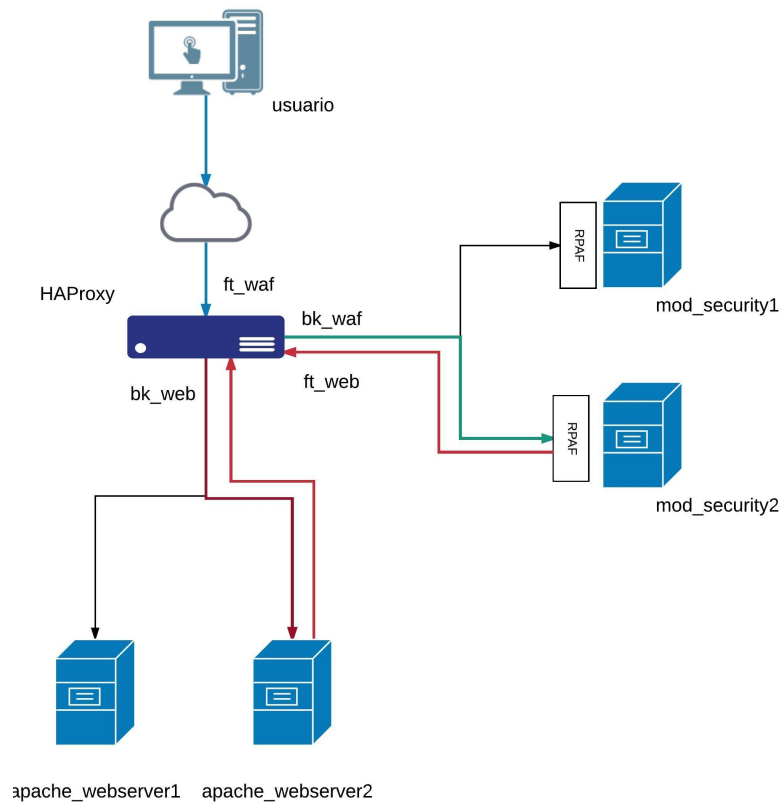 usuario
ft_waf
HAProxy
bk_waf
ft_web
bk_web
RPAF
mod_security1
RPAF
mod_security2
apache_webserver1
apache_webserver2